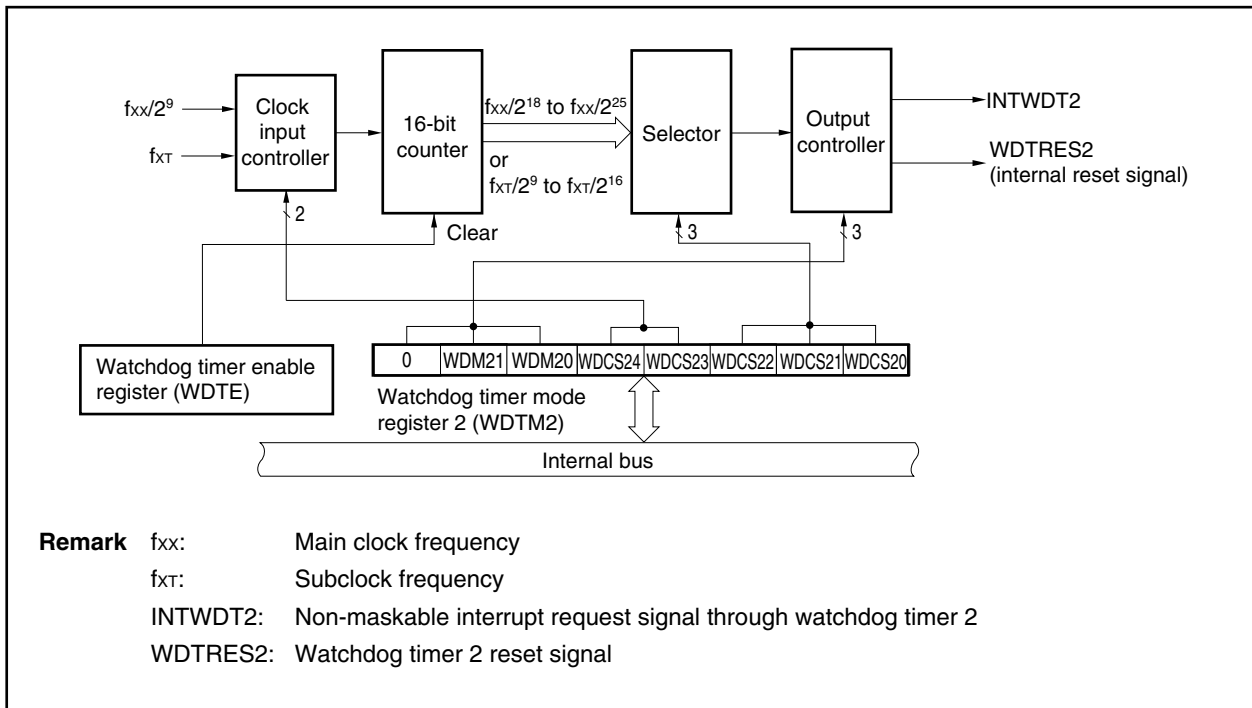 fXX/2^9
fXT
Clock
input
controller
2
16-bit
counter
Clear
fXX/2^18 to fXX/2^25
or
fXT/2^9 to fXT/2^16
Selector
3
Output
controller
3
INTWDT2
WDTRES2
(internal reset signal)
Watchdog timer enable
register (WDTE)
0 WDM21 WDM20 WDCS24 WDCS23 WDCS22 WDCS21 WDCS20
Watchdog timer mode
register 2 (WDTM2)
Internal bus
Remark fXX: Main clock frequency
fXT: Subclock frequency
INTWDT2: Non-maskable interrupt request signal through watchdog timer 2
WDTRES2: Watchdog timer 2 reset signal